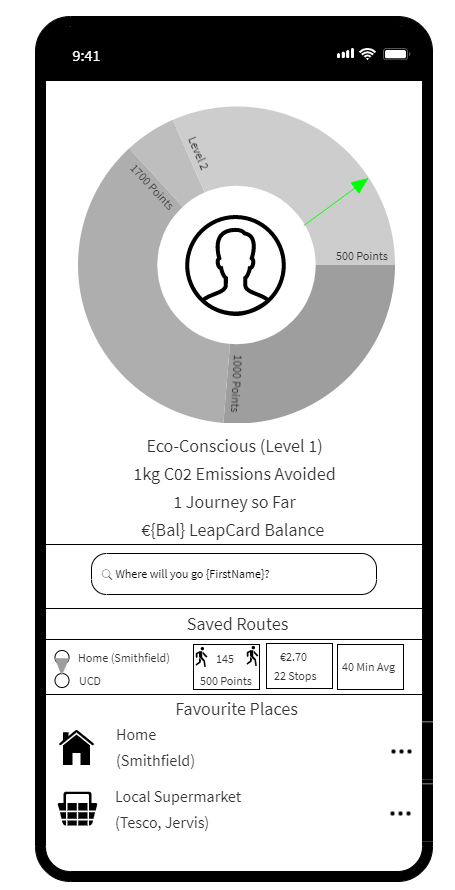 9:41
Level 2
1700 Points
500 Points
1000 Points
Eco-Conscious (Level 1)
1kg C02 Emissions Avoided
1 Journey so Far
€{Bal} LeapCard Balance
Where will you go {FirstName}?
Saved Routes
Home (Smithfield)
UCD
145
500 Points
€2.70
22 Stops
40 Min Avg
Favourite Places
Home
(Smithfield)
Local Supermarket
(Tesco, Jervis)